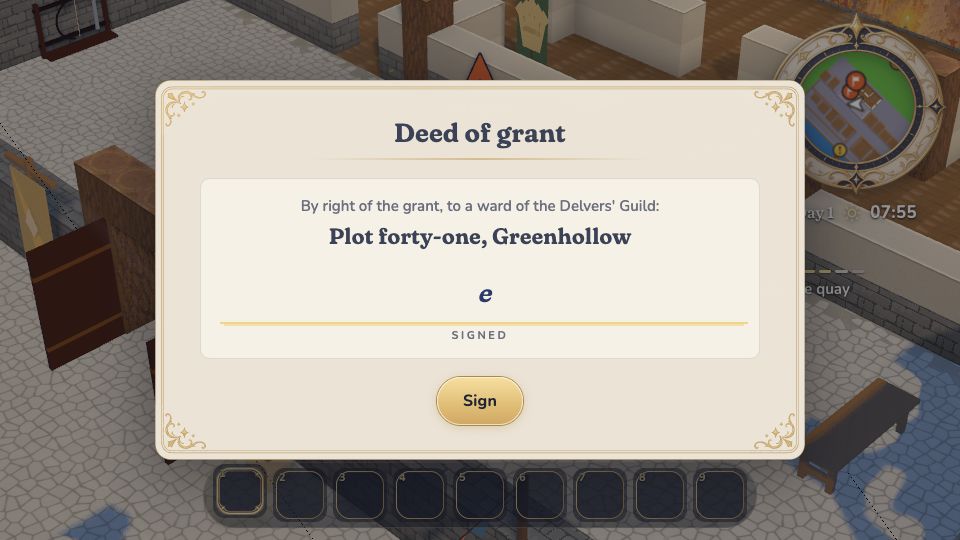 Deed of grant
By right of the grant, to a ward of the Delvers' Guild:
Plot forty-one, Greenhollow
e
SIGNED
Sign
07:55
quay
2 3 4 5 6 7 8 9